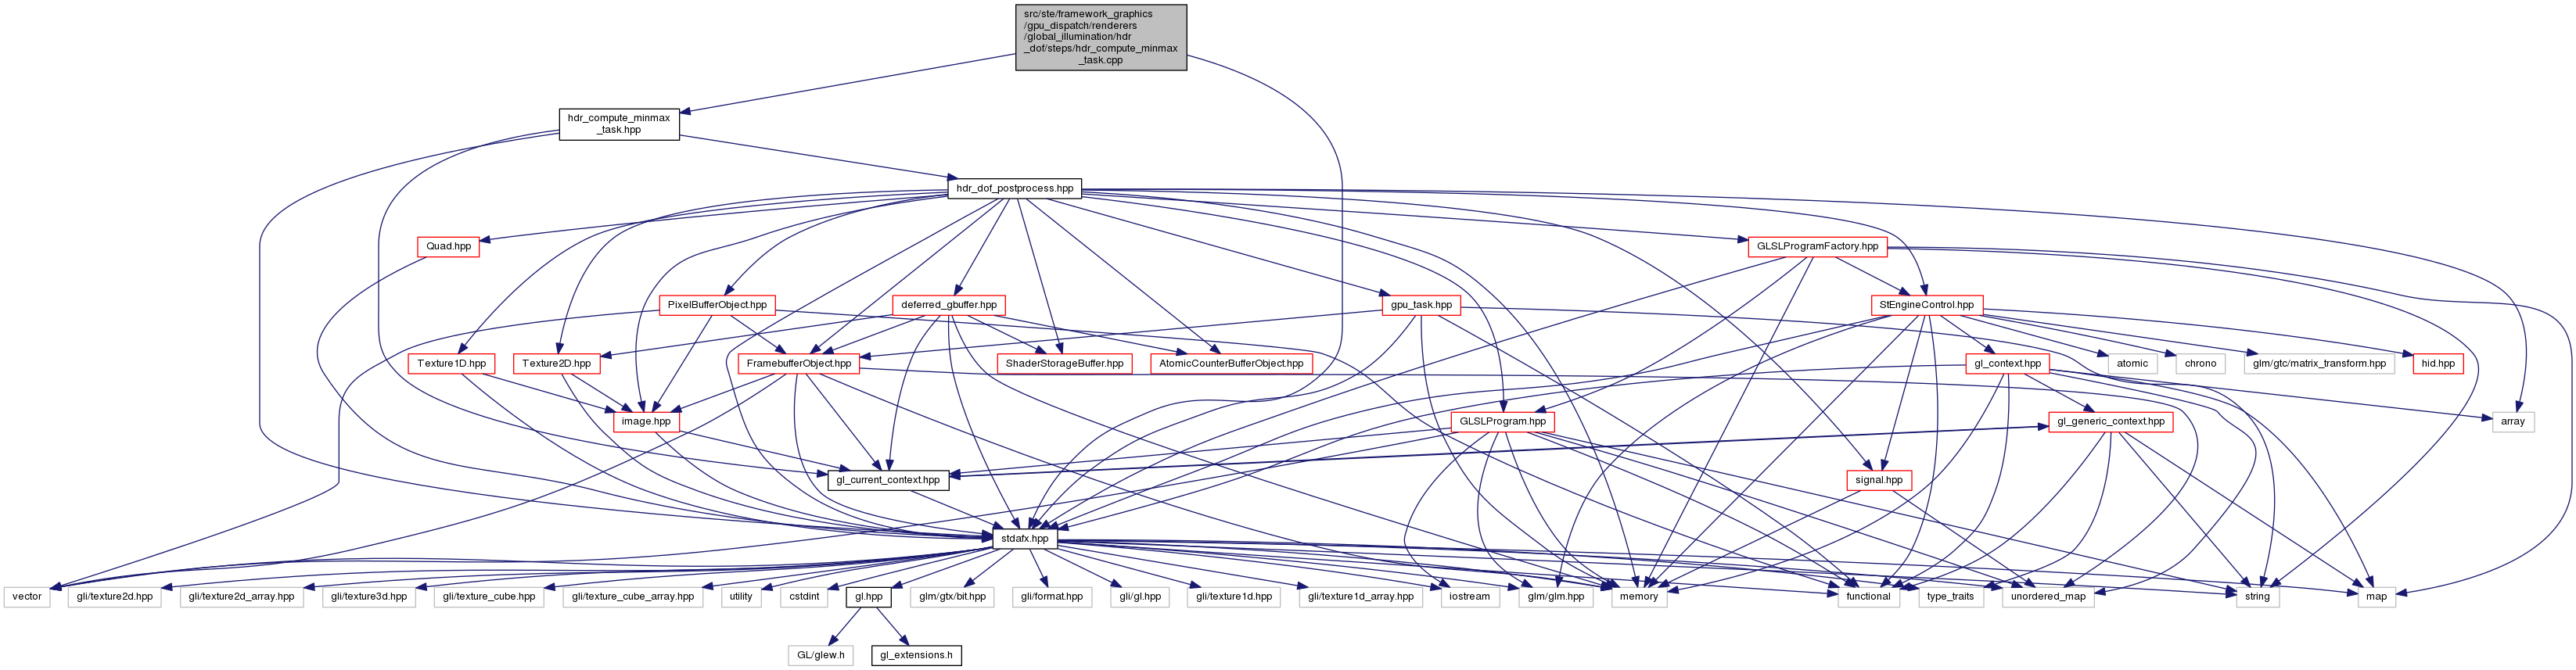 src/ste/framework_graphics
/gpu_dispatch/renderers
/global_illumination/hdr
_dof/steps/hdr_compute_minmax
_task.cpp
hdr_compute_minmax
_task.hpp
hdr_dof_postprocess.hpp
Quad.hpp
GLSLProgramFactory.hpp
PixelBufferObject.hpp
deferred_gbuffer.hpp
gpu_task.hpp
StEngineControl.hpp
Texture1D.hpp
Texture2D.hpp
FramebufferObject.hpp
ShaderStorageBuffer.hpp
AtomicCounterBufferObject.hpp
gl_context.hpp
atomic
chrono
glm/gtc/matrix_transform.hpp
hid.hpp
image.hpp
GLSLProgram.hpp
gl_generic_context.hpp
array
gl_current_context.hpp
signal.hpp
stdafx.hpp
vector
gli/texture2d.hpp
gli/texture2d_array.hpp
gli/texture3d.hpp
gli/texture_cube.hpp
gli/texture_cube_array.hpp
utility
cstdint
gl.hpp
glm/gtx/bit.hpp
gli/format.hpp
gli/gl.hpp
gli/texture1d.hpp
gli/texture1d_array.hpp
iostream
glm/glm.hpp
memory
functional
type_traits
unordered_map
string
map
GL/glew.h
gl_extensions.h